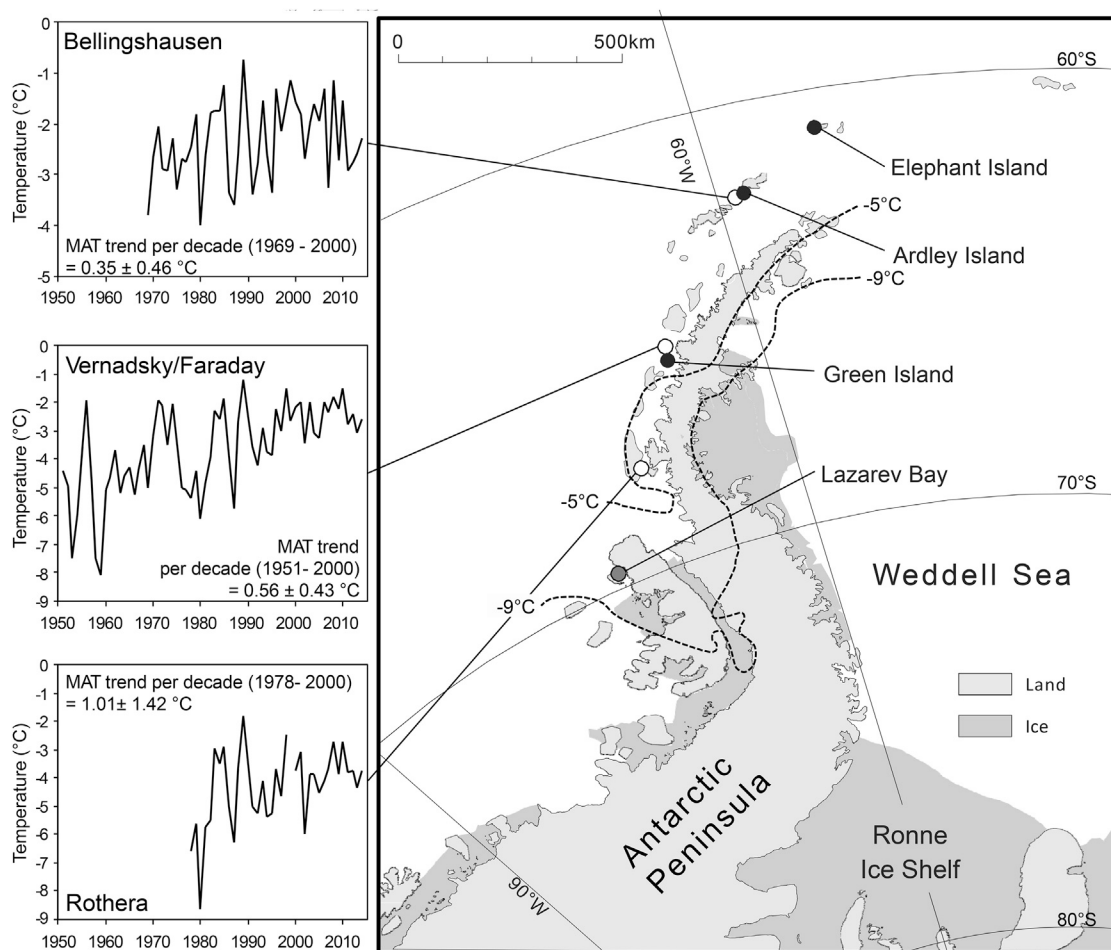 Bellingshausen
0
-1
-2
-3
-4
-5
Temperature (°C)
MAT trend per decade (1969 - 2000)
= 0.35 ± 0.46 °C
1950 1960 1970 1980 1990 2000 2010
Vernadsky/Faraday
0
-1
-2
-3
-4
-5
-6
-7
-8
-9
Temperature (°C)
MAT trend
per decade (1951- 2000)
= 0.56 ± 0.43 °C
1950 1960 1970 1980 1990 2000 2010
MAT trend per decade (1978- 2000)
= 1.01± 1.42 °C
0
-1
-2
-3
-4
-5
-6
-7
-8
-9
Temperature (°C)
Rothera
1950 1960 1970 1980 1990 2000 2010
0 500km
60°S
60°W
Elephant Island
-5°C
Ardley Island
-9°C
Green Island
Lazarev Bay
-5°C
70°S
Weddell Sea
-9°C
Land
Ice
Antarctic
Peninsula
Ronne
Ice Shelf
90°W
80°S